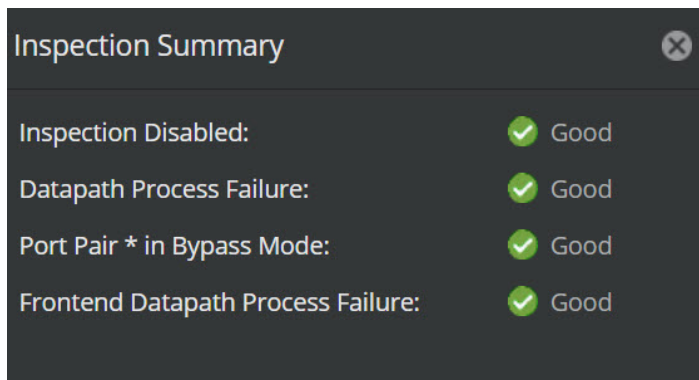 Inspection Summary
Inspection Disabled: Good
Datapath Process Failure: Good
Port Pair * in Bypass Mode: Good
Frontend Datapath Process Failure: Good